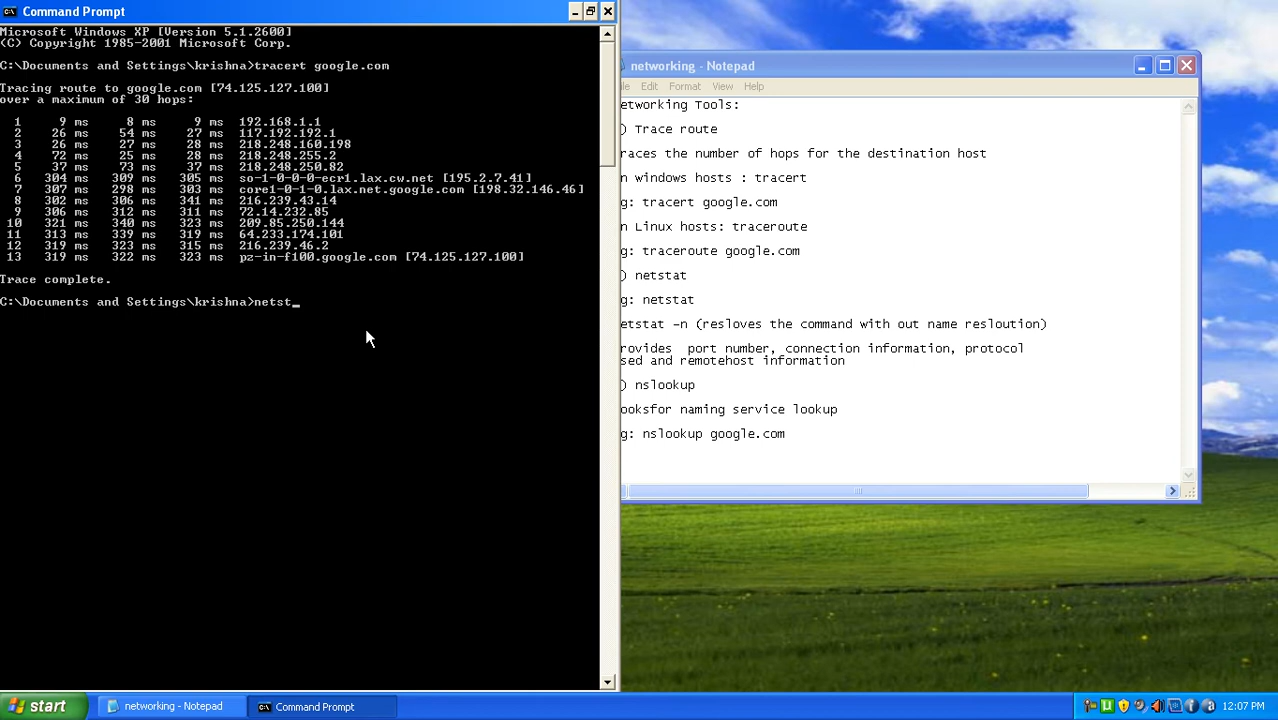 Command Prompt
Microsoft Windows XP [Version 5.1.2600]
(C) Copyright 1985-2001 Microsoft Corp.
C:\Documents and Settings\krishna>tracert google.com
Tracing route to google.com [74.125.127.100]
over a maximum of 30 hops:
1 9 ms 8 ms 9 ms 192.168.1.1
2 26 ms 54 ms 27 ms 117.192.192.1
3 26 ms 27 ms 28 ms 218.248.160.198
4 72 ms 25 ms 28 ms 218.248.255.2
5 37 ms 73 ms 37 ms 218.248.250.82
6 304 ms 309 ms 305 ms so-1-0-0-0-ecr1.lax.cw.net [195.2.7.41]
7 307 ms 298 ms 303 ms core1-0-1-0.lax.net.google.com [198.32.146.46]
8 302 ms 306 ms 341 ms 216.239.43.14
9 306 ms 312 ms 311 ms 72.14.232.85
10 321 ms 340 ms 323 ms 209.85.250.144
11 313 ms 339 ms 319 ms 64.233.174.101
12 319 ms 323 ms 315 ms 216.239.46.2
13 319 ms 322 ms 323 ms pz-in-f100.google.com [74.125.127.100]
Trace complete.
C:\Documents and Settings\krishna>netst_
networking - Notepad
le Edit Format View Help
etworking Tools:
) Trace route
races the number of hops for the destination host
n windows hosts : tracert
g: tracert google.com
n Linux hosts: traceroute
g: traceroute google.com
) netstat
g: netstat
etstat -n (resloves the command with out name resloution)
rovides port number, connection information, protocol
sed and remotehost information
) nslookup
ooksfor naming service lookup
g: nslookup google.com
start
networking - Notepad
Command Prompt
12:07 PM